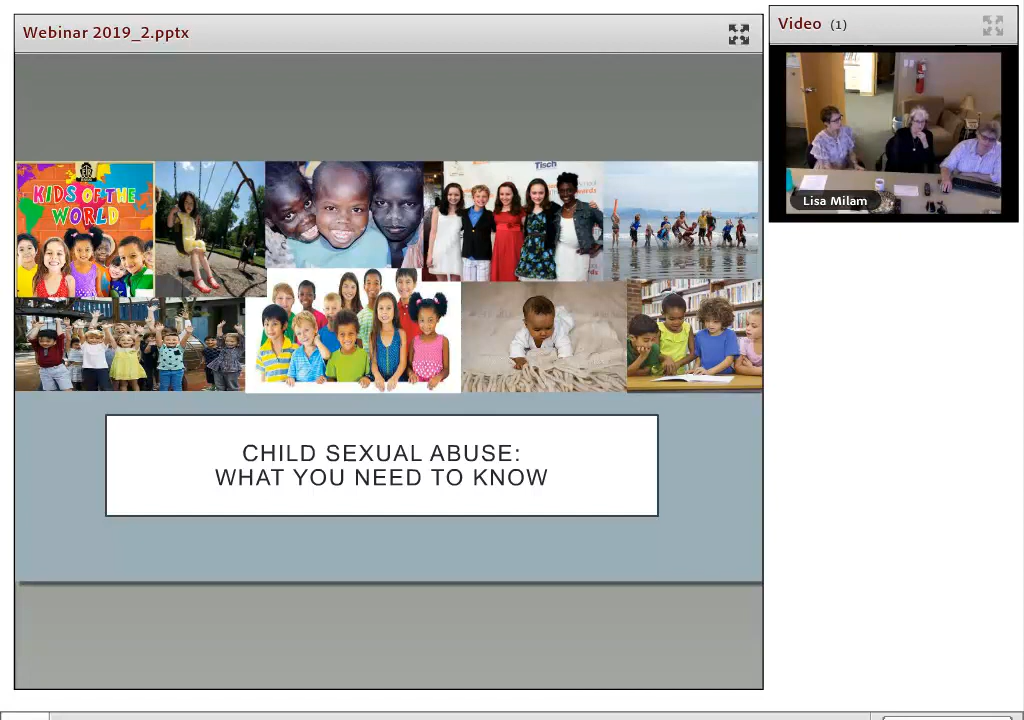 Webinar 2019_2.pptx
Video (1)
Lisa Milam
KIDS OF THE
WORLD
Tisch
CHILD SEXUAL ABUSE:
WHAT YOU NEED TO KNOW